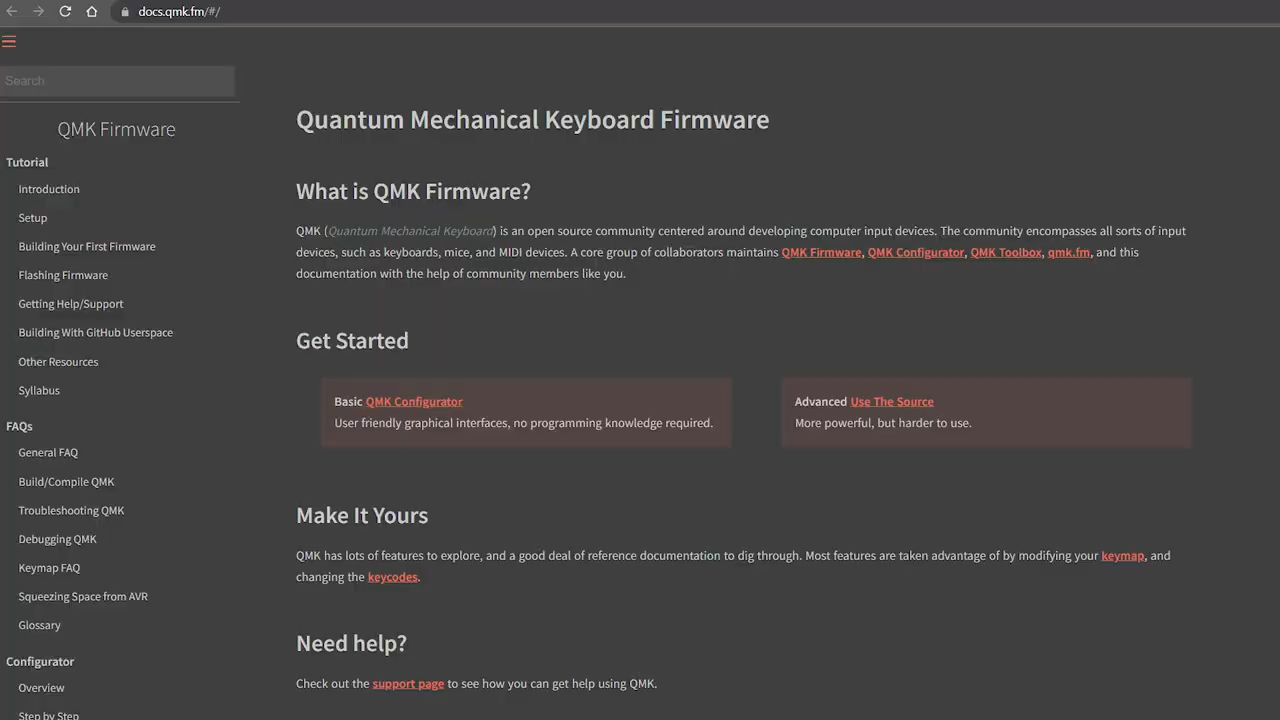 docs.qmk.fm/#/
Search
QMK Firmware
Tutorial
Introduction
Setup
Building Your First Firmware
Flashing Firmware
Getting Help/Support
Building With GitHub Userspace
Other Resources
Syllabus
FAQs
General FAQ
Build/Compile QMK
Troubleshooting QMK
Debugging QMK
Keymap FAQ
Squeezing Space from AVR
Glossary
Configurator
Overview
Step by Step
Quantum Mechanical Keyboard Firmware
What is QMK Firmware?
QMK (Quantum Mechanical Keyboard) is an open source community centered around developing computer input devices. The community encompasses all sorts of input
devices, such as keyboards, mice, and MIDI devices. A core group of collaborators maintains QMK Firmware, QMK Configurator, QMK Toolbox, qmk.fm, and this
documentation with the help of community members like you.
Get Started
Basic QMK Configurator
User friendly graphical interfaces, no programming knowledge required.
Advanced Use The Source
More powerful, but harder to use.
Make It Yours
QMK has lots of features to explore, and a good deal of reference documentation to dig through. Most features are taken advantage of by modifying your keymap, and
changing the keycodes.
Need help?
Check out the support page to see how you can get help using QMK.